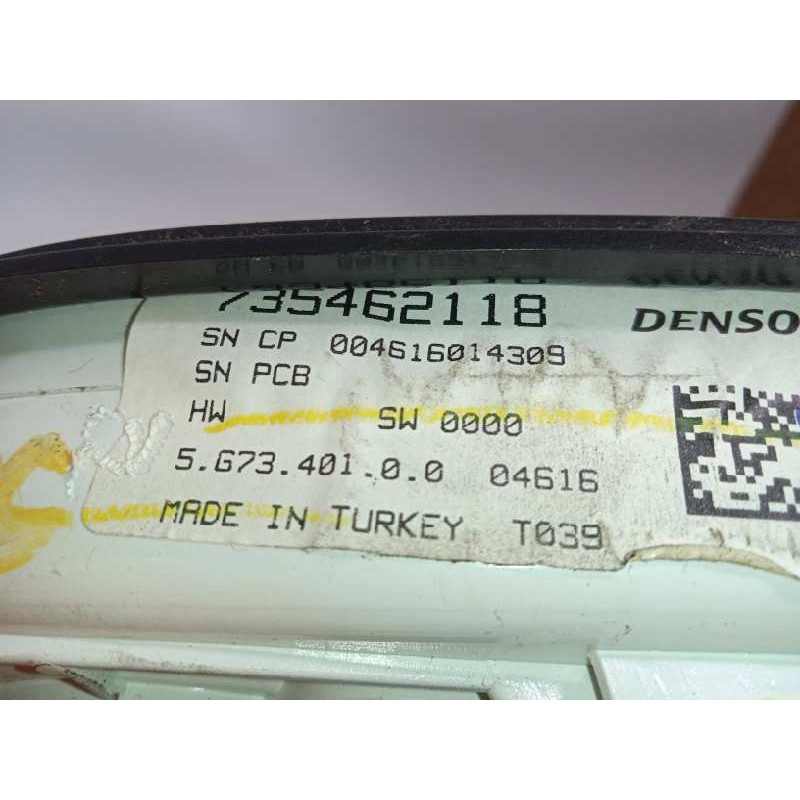 735462118
DENSO
SN CP 004616014309
SN PCB
HW SW 0000
5.G73.401.0.0 04616
MADE IN TURKEY T039